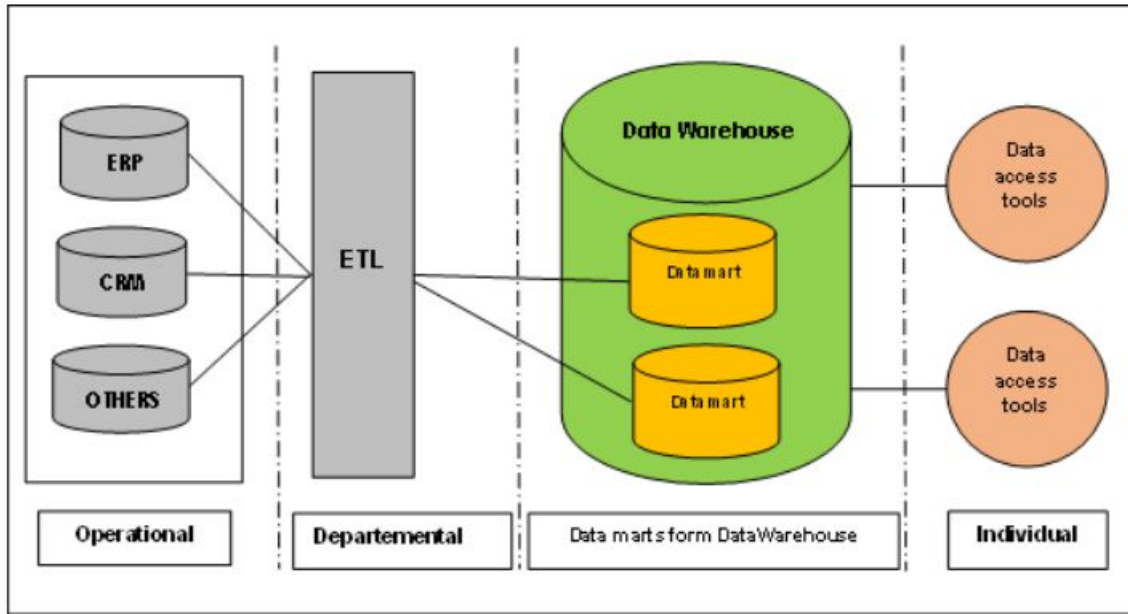 ERP
CRM
OTHERS
ETL
Data Warehouse
Datamart
Datamart
Data
access
tools
Data
access
tools
Operational
Departemental
Data marts form DataWarehouse
Individual